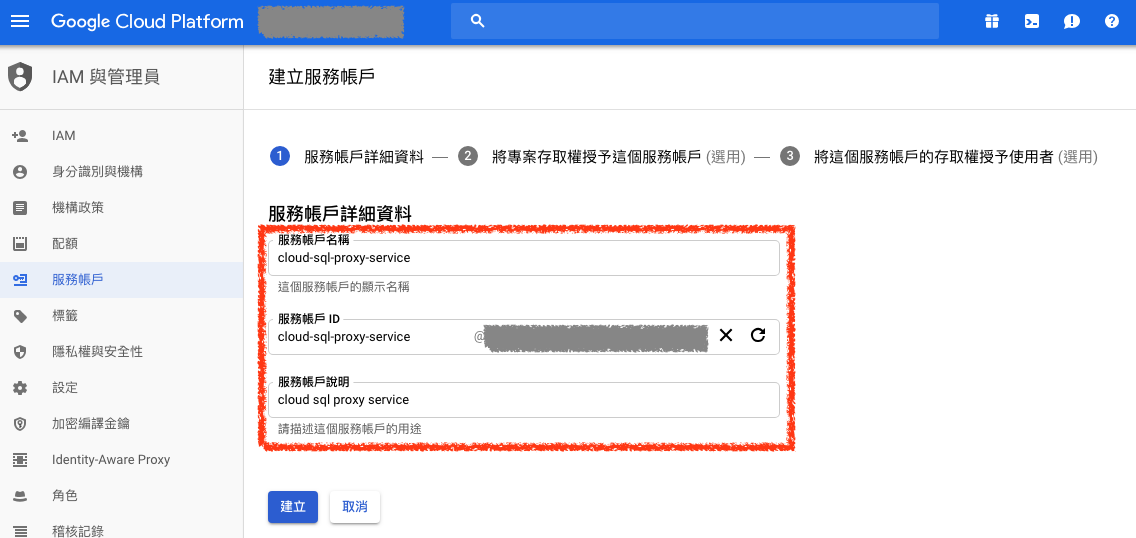 Google Cloud Platform
IAM 與管理員
建立服務帳戶
IAM
身分識別與機構
機構政策
配額
服務帳戶
標籤
隱私權與安全性
設定
加密編譯金鑰
Identity-Aware Proxy
角色
稽核記錄
1 服務帳戶詳細資料 — 2 將專案存取權授予這個服務帳戶 (選用) — 3 將這個服務帳戶的存取權授予使用者 (選用)
服務帳戶詳細資料
服務帳戶名稱
cloud-sql-proxy-service
這個服務帳戶的顯示名稱
服務帳戶 ID
cloud-sql-proxy-service @
服務帳戶說明
cloud sql proxy service
請描述這個服務帳戶的用途
建立 取消